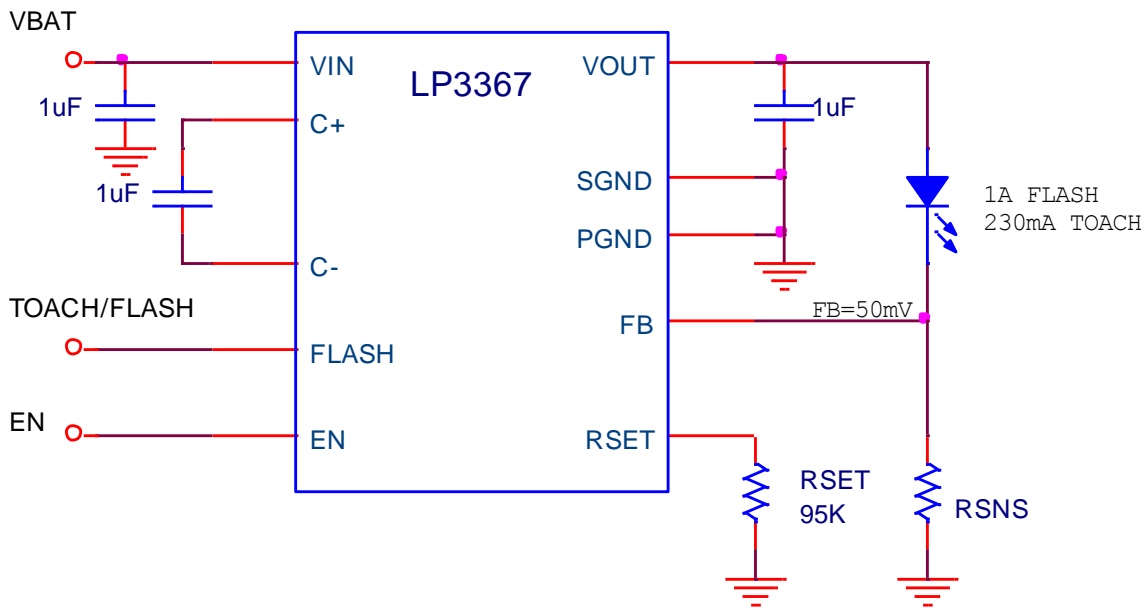 VBAT
VIN
LP3367
VOUT
1uF
1uF
C+
1uF
SGND
1A FLASH
230mA TOACH
PGND
C-
TOACH/FLASH
FB=50mV
FB
FLASH
EN
EN
RSET
RSET
95K
RSNS